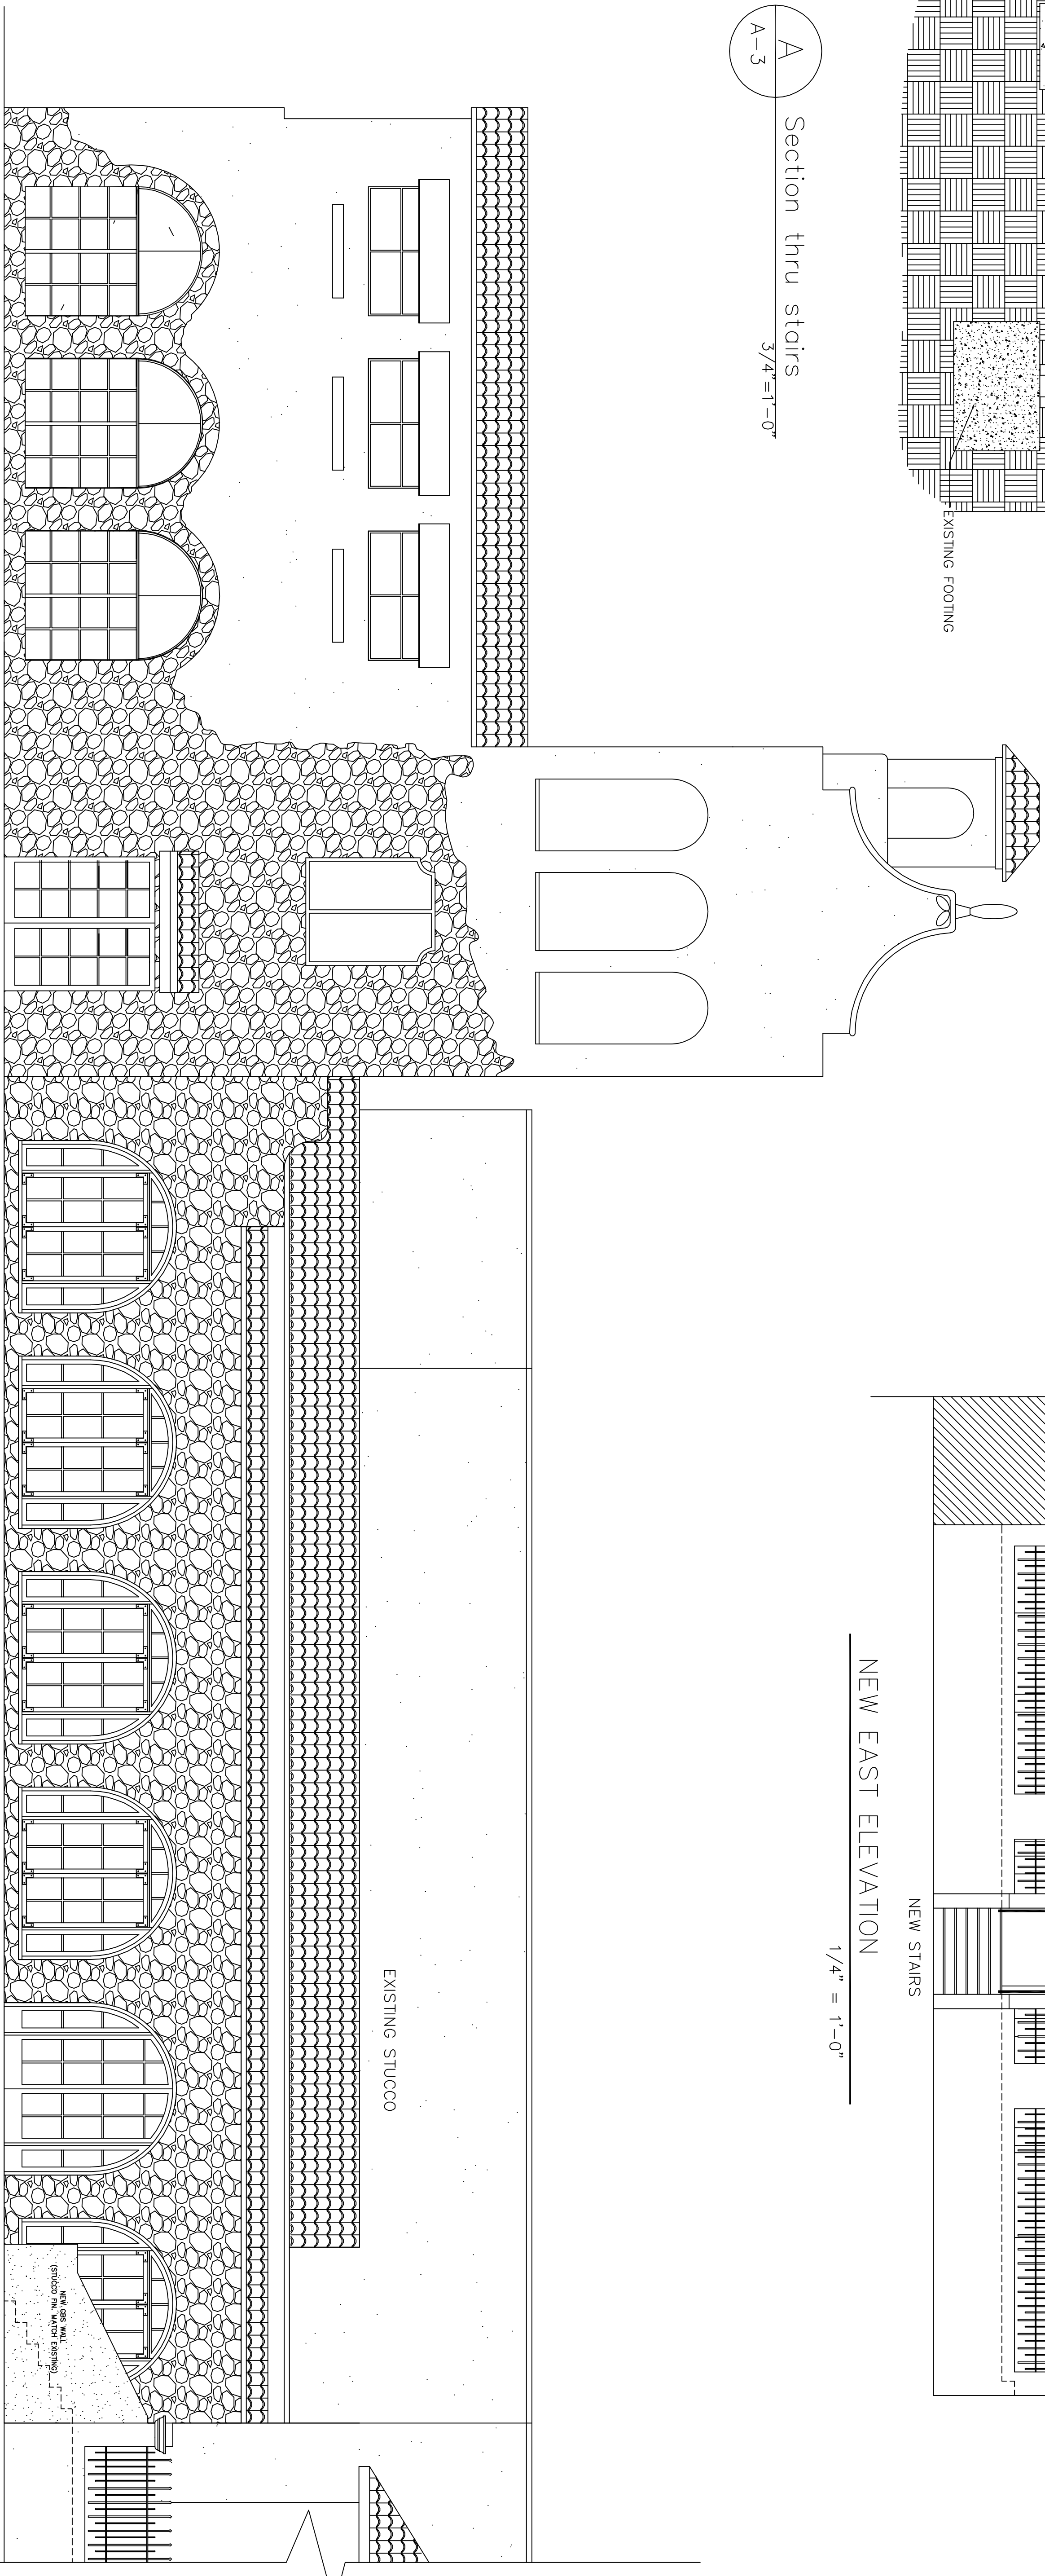 A
A-3
Section thru stairs
3/4"=1'-0"
EXISTING FOOTING
NEW STAIRS
NEW EAST ELEVATION
1/4" = 1'-0"
EXISTING STUCCO
NEW CBS WALL
(STUCCO FIN. MATCH EXISTING)